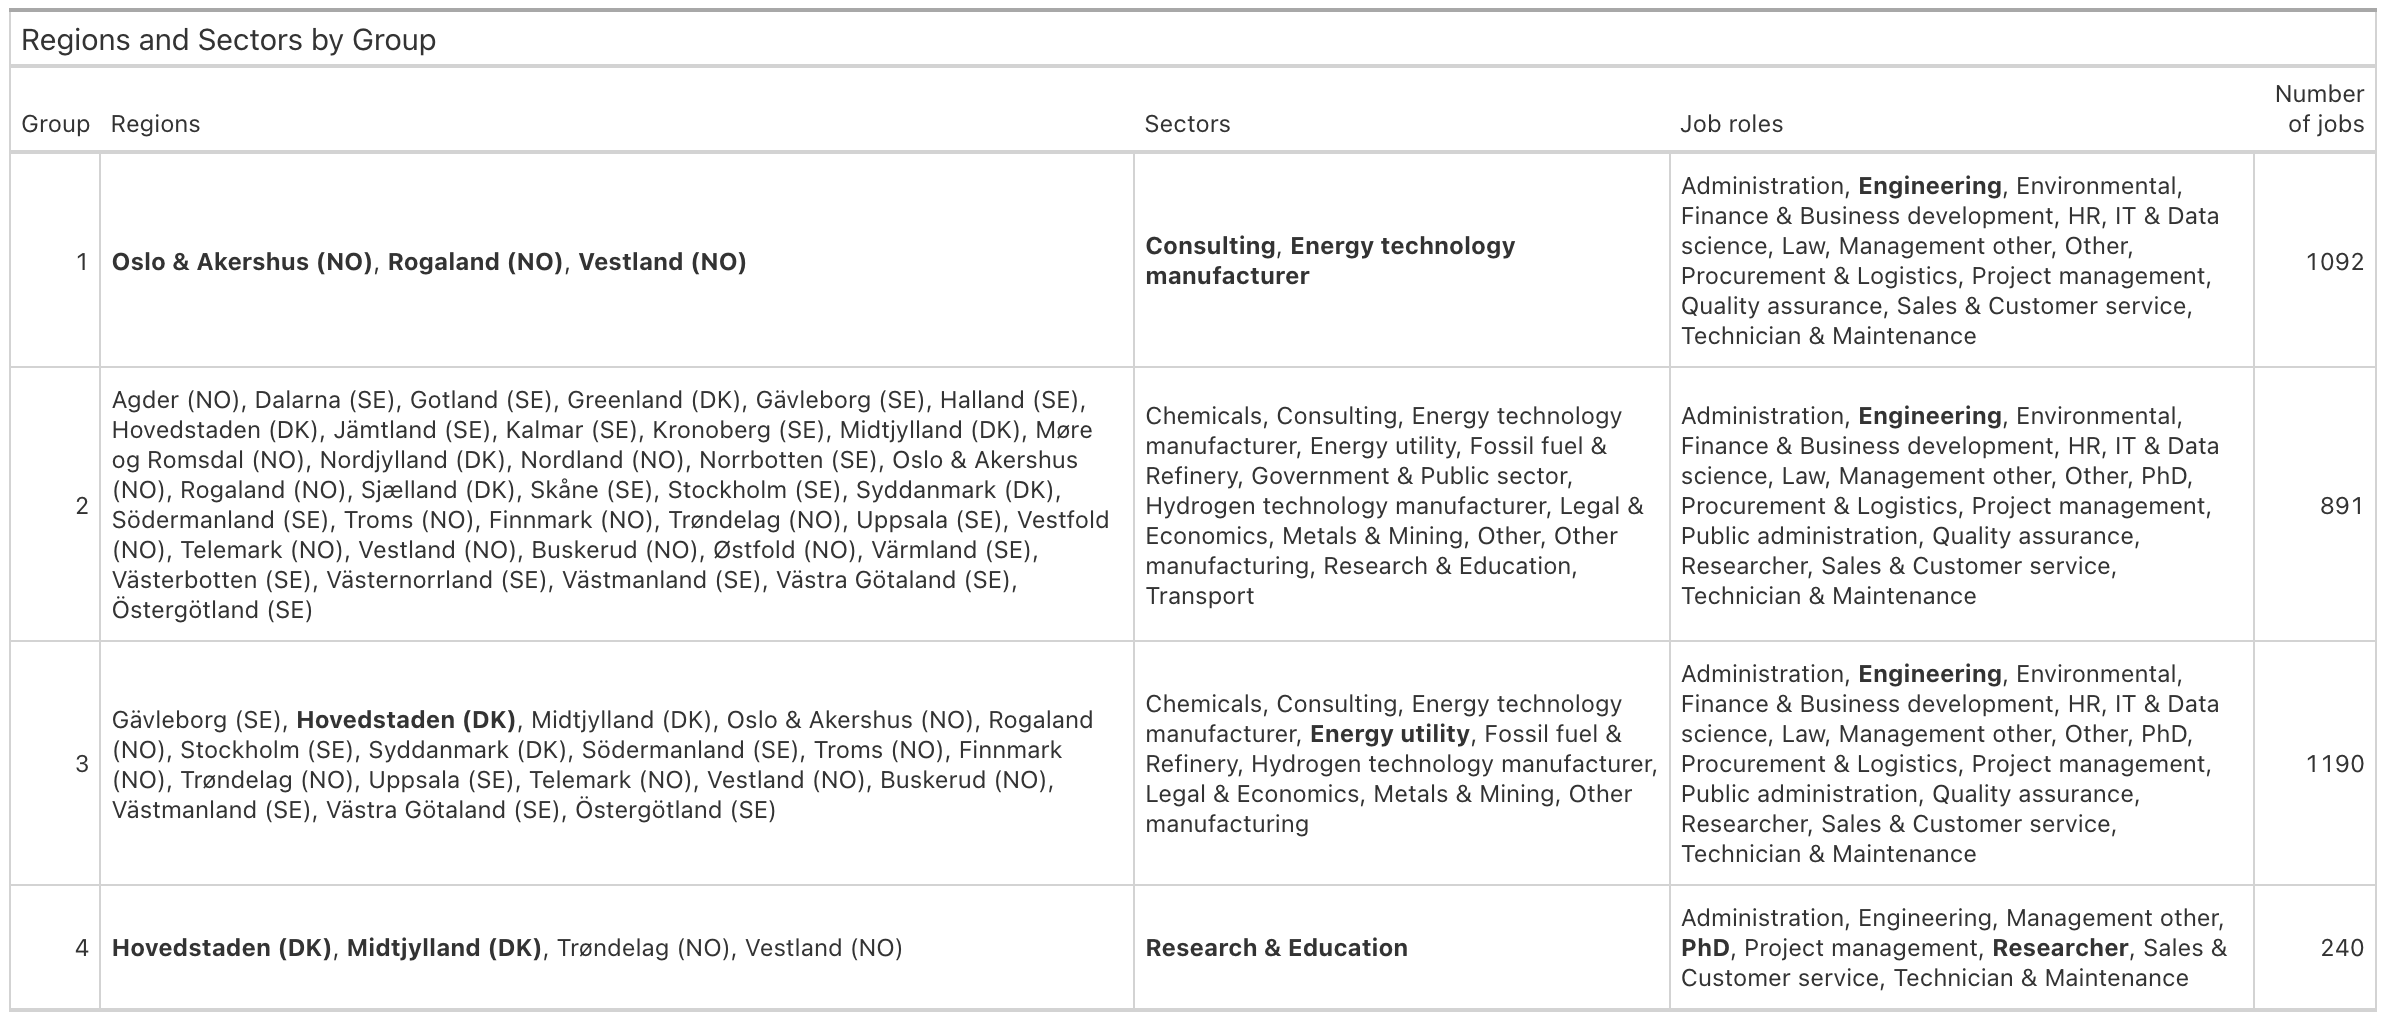 Regions and Sectors by Group
Number
Group Regions Sectors Job roles of jobs
1
Oslo & Akershus (NO), Rogaland (NO), Vestland (NO)
Consulting, Energy technology
manufacturer
Administration, Engineering, Environmental,
Finance & Business development, HR, IT & Data
science, Law, Management other, Other,
Procurement & Logistics, Project management,
Quality assurance, Sales & Customer service,
Technician & Maintenance
1092
2
Agder (NO), Dalarna (SE), Gotland (SE), Greenland (DK), Gävleborg (SE), Halland (SE),
Hovedstaden (DK), Jämtland (SE), Kalmar (SE), Kronoberg (SE), Midtjylland (DK), Møre
og Romsdal (NO), Nordjylland (DK), Nordland (NO), Norrbotten (SE), Oslo & Akershus
(NO), Rogaland (NO), Sjælland (DK), Skåne (SE), Stockholm (SE), Syddanmark (DK),
Södermanland (SE), Troms (NO), Finnmark (NO), Trøndelag (NO), Uppsala (SE), Vestfold
(NO), Telemark (NO), Vestland (NO), Buskerud (NO), Østfold (NO), Värmland (SE),
Västerbotten (SE), Västernorrland (SE), Västmanland (SE), Västra Götaland (SE),
Östergötland (SE)
Chemicals, Consulting, Energy technology
manufacturer, Energy utility, Fossil fuel &
Refinery, Government & Public sector,
Hydrogen technology manufacturer, Legal &
Economics, Metals & Mining, Other, Other
manufacturing, Research & Education,
Transport
Administration, Engineering, Environmental,
Finance & Business development, HR, IT & Data
science, Law, Management other, Other, PhD,
Procurement & Logistics, Project management,
Public administration, Quality assurance,
Researcher, Sales & Customer service,
Technician & Maintenance
891
3
Gävleborg (SE), Hovedstaden (DK), Midtjylland (DK), Oslo & Akershus (NO), Rogaland
(NO), Stockholm (SE), Syddanmark (DK), Södermanland (SE), Troms (NO), Finnmark
(NO), Trøndelag (NO), Uppsala (SE), Telemark (NO), Vestland (NO), Buskerud (NO),
Västmanland (SE), Västra Götaland (SE), Östergötland (SE)
Chemicals, Consulting, Energy technology
manufacturer, Energy utility, Fossil fuel &
Refinery, Hydrogen technology manufacturer,
Legal & Economics, Metals & Mining, Other
manufacturing
Administration, Engineering, Environmental,
Finance & Business development, HR, IT & Data
science, Law, Management other, Other, PhD,
Procurement & Logistics, Project management,
Public administration, Quality assurance,
Researcher, Sales & Customer service,
Technician & Maintenance
1190
4
Hovedstaden (DK), Midtjylland (DK), Trøndelag (NO), Vestland (NO)
Research & Education
Administration, Engineering, Management other,
PhD, Project management, Researcher, Sales &
Customer service, Technician & Maintenance
240